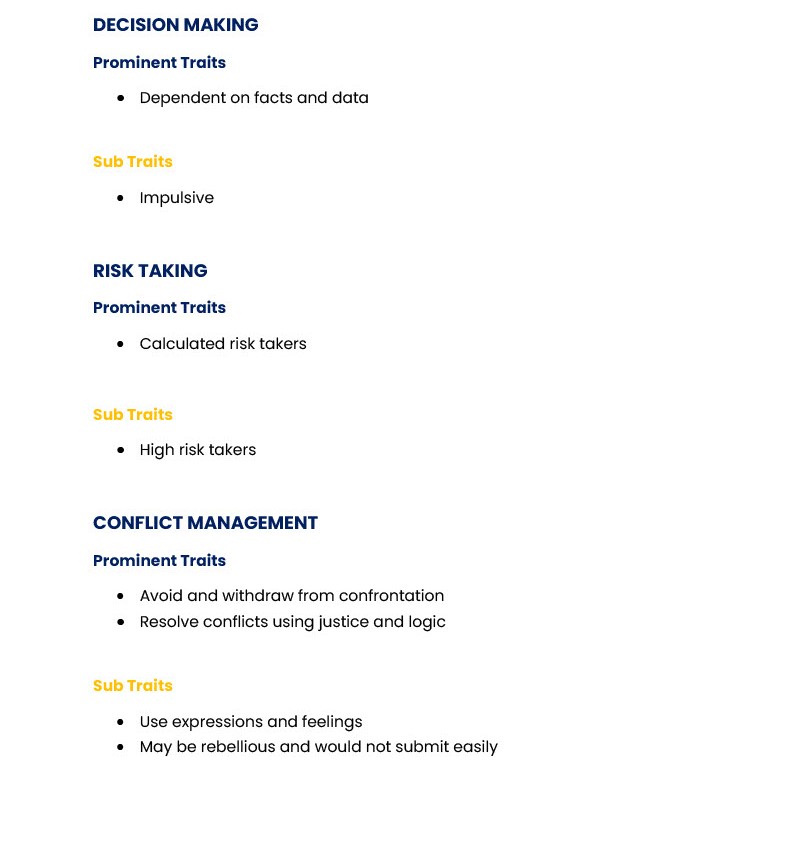 DECISION MAKING
Prominent Traits
• Dependent on facts and data
Sub Traits
• Impulsive
RISK TAKING
Prominent Traits
• Calculated risk takers
Sub Traits
• High risk takers
CONFLICT MANAGEMENT
Prominent Traits
• Avoid and withdraw from confrontation
• Resolve conflicts using justice and logic
Sub Traits
• Use expressions and feelings
• May be rebellious and would not submit easily